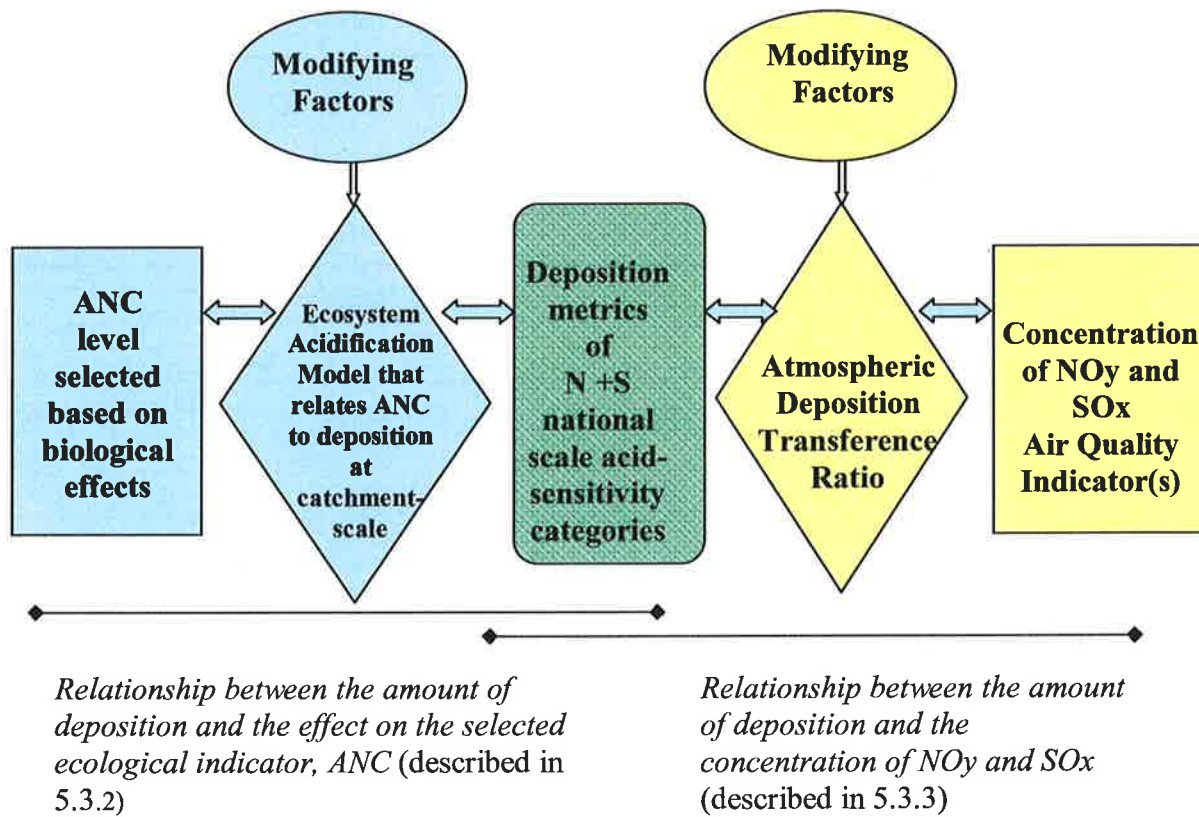 Modifying
Factors
Modifying
Factors
ANC
level
selected
based on
biological
effects
Ecosystem
Acidification
Model that
relates ANC
to deposition
at
catchment-
scale
Deposition
metrics
of
N +S
national
scale acid-
sensitivity
categories
Atmospheric
Deposition
Transference
Ratio
Concentration
of NOy and
SOx
Air Quality
Indicator(s)
Relationship between the amount of
deposition and the effect on the selected
ecological indicator, ANC (described in
5.3.2)
Relationship between the amount
of deposition and the
concentration of NOy and SOx
(described in 5.3.3)